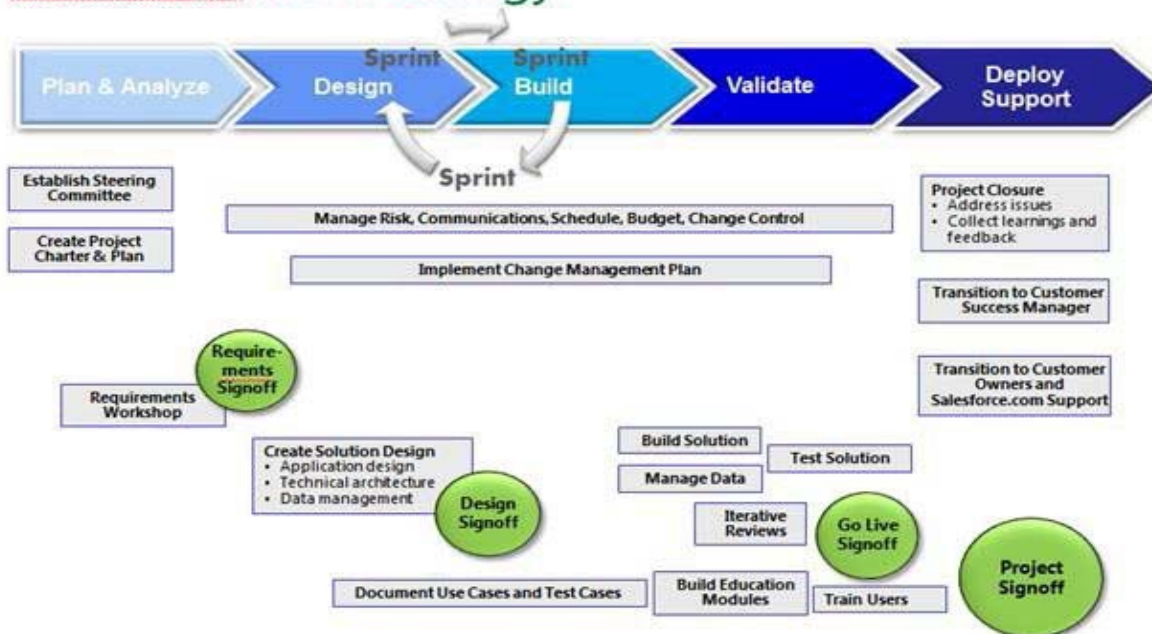 Sprint
Sprint
Plan & Analyze
Design
Build
Validate
Deploy
Support
Sprint
Establish Steering
Committee
Create Project
Charter & Plan
Manage Risk, Communications, Schedule, Budget, Change Control
Implement Change Management Plan
Project Closure
• Address issues
• Collect learnings and
feedback
Transition to Customer
Success Manager
Transition to Customer
Owners and
Salesforce.com Support
Require-
ments
Signoff
Requirements
Workshop
Create Solution Design
• Application design
• Technical architecture
• Data management
Design
Signoff
Build Solution
Test Solution
Manage Data
Iterative
Reviews
Go Live
Signoff
Project
Signoff
Document Use Cases and Test Cases
Build Education
Modules
Train Users